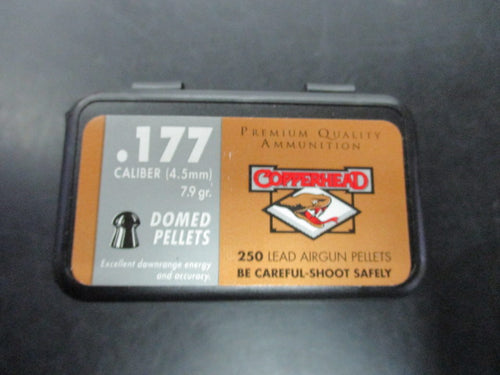 .177
CALIBER (4.5mm)
7.9 gr.
DOMED
PELLETS
Excellent downrange energy
and accuracy.
PREMIUM QUALITY
AMMUNITION
COPPERHEAD
250 LEAD AIRGUN PELLETS
BE CAREFUL-SHOOT SAFELY